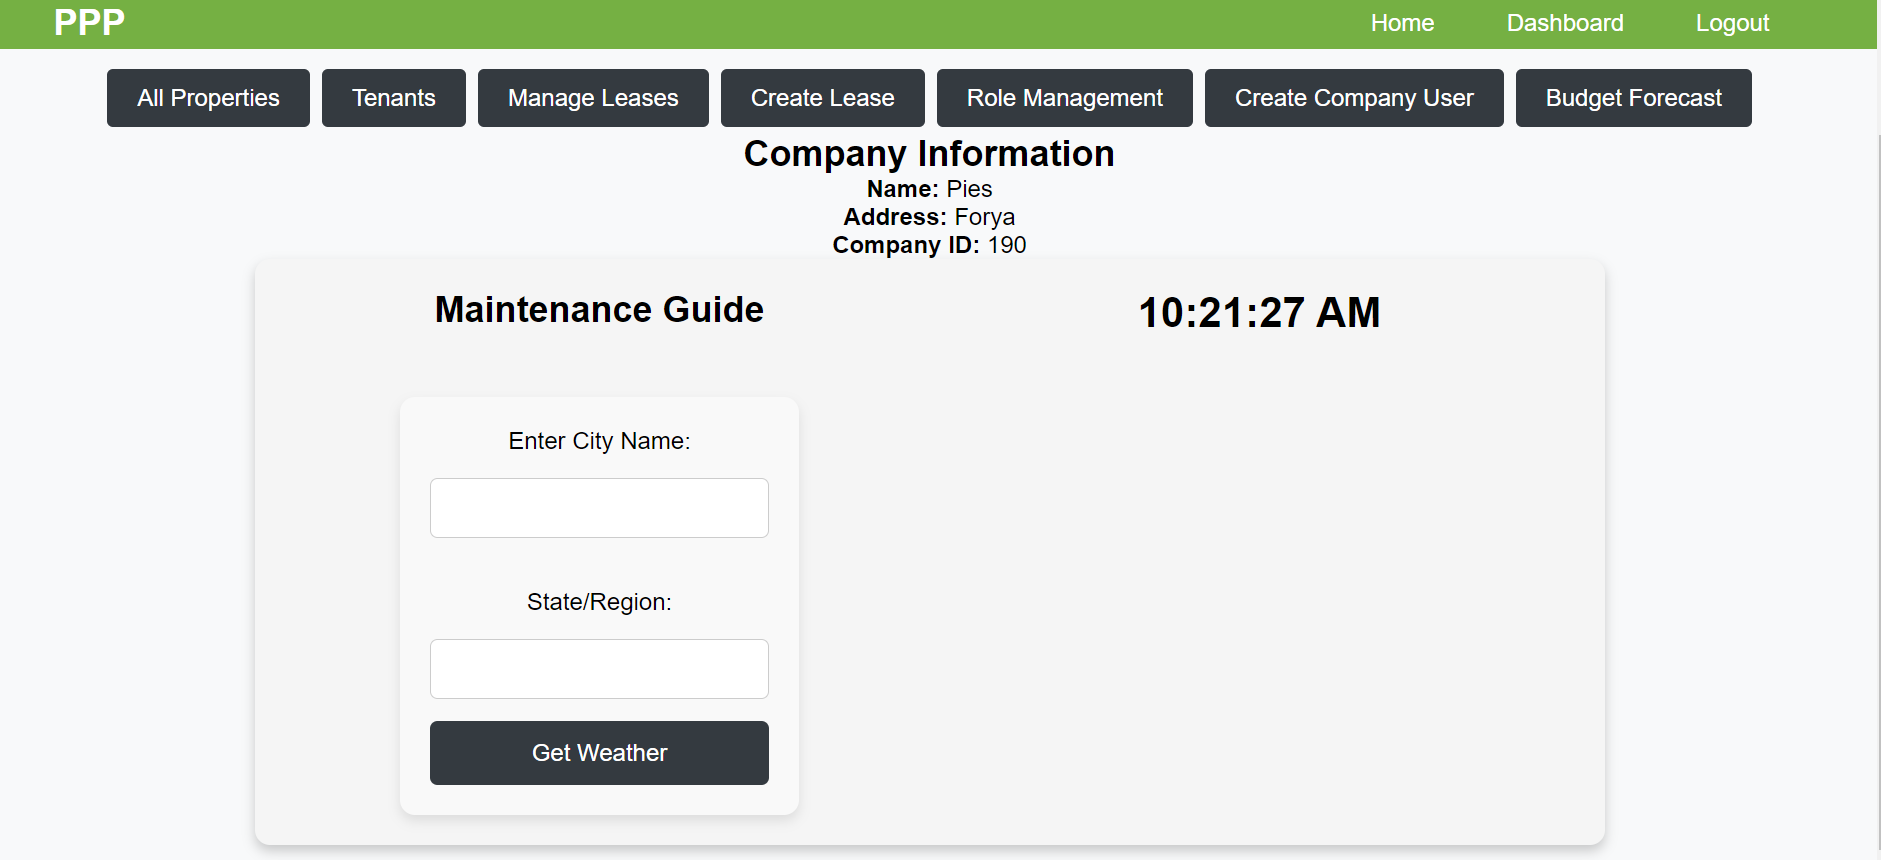 PPP Home Dashboard Logout
All Properties Tenants Manage Leases Create Lease Role Management Create Company User Budget Forecast
Company Information
Name: Pies
Address: Forya
Company ID: 190
Maintenance Guide 10:21:27 AM
Enter City Name:
State/Region:
Get Weather